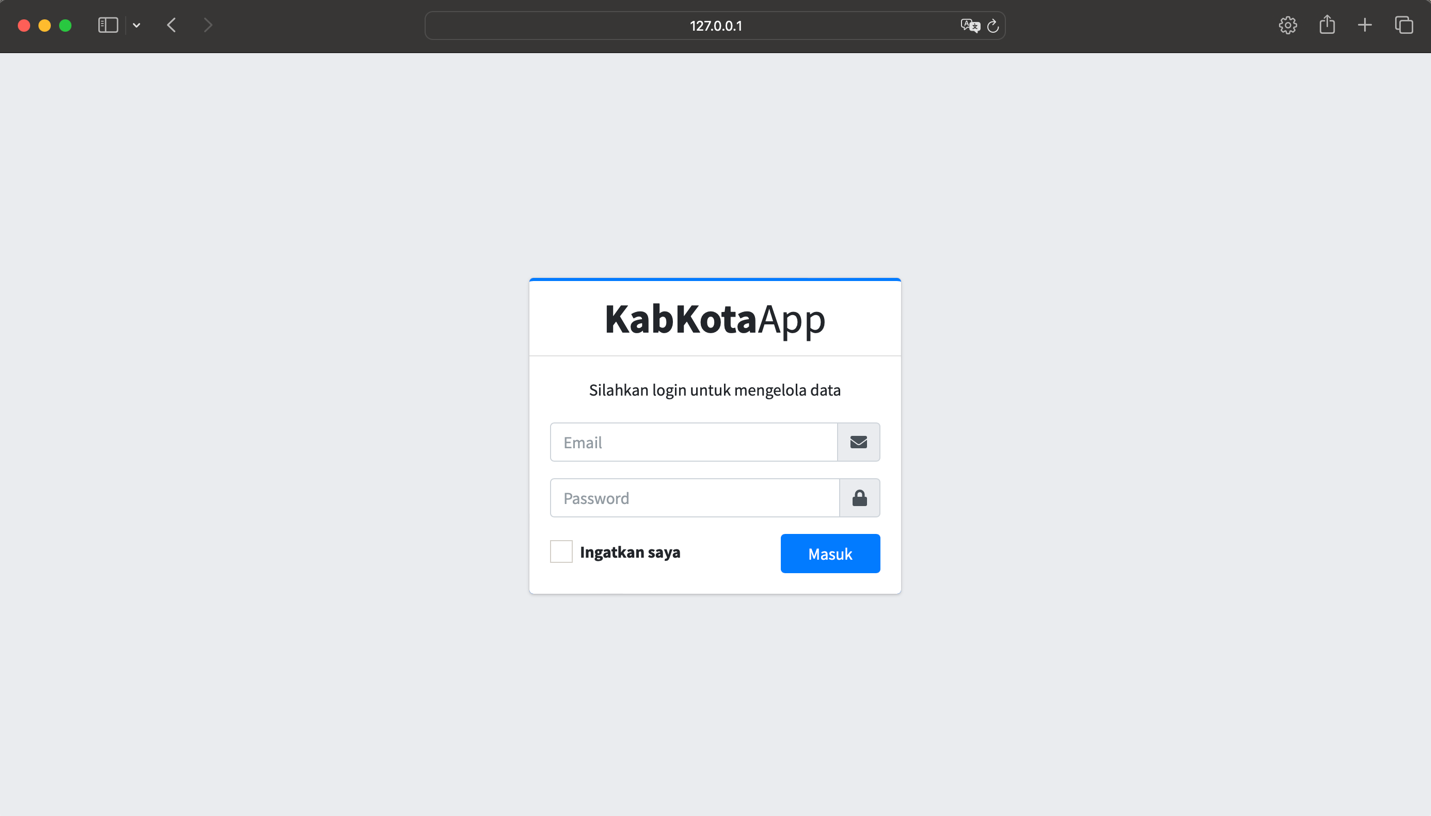 127.0.0.1
KabKotaApp
Silahkan login untuk mengelola data
Email
Password
Ingatkan saya
Masuk